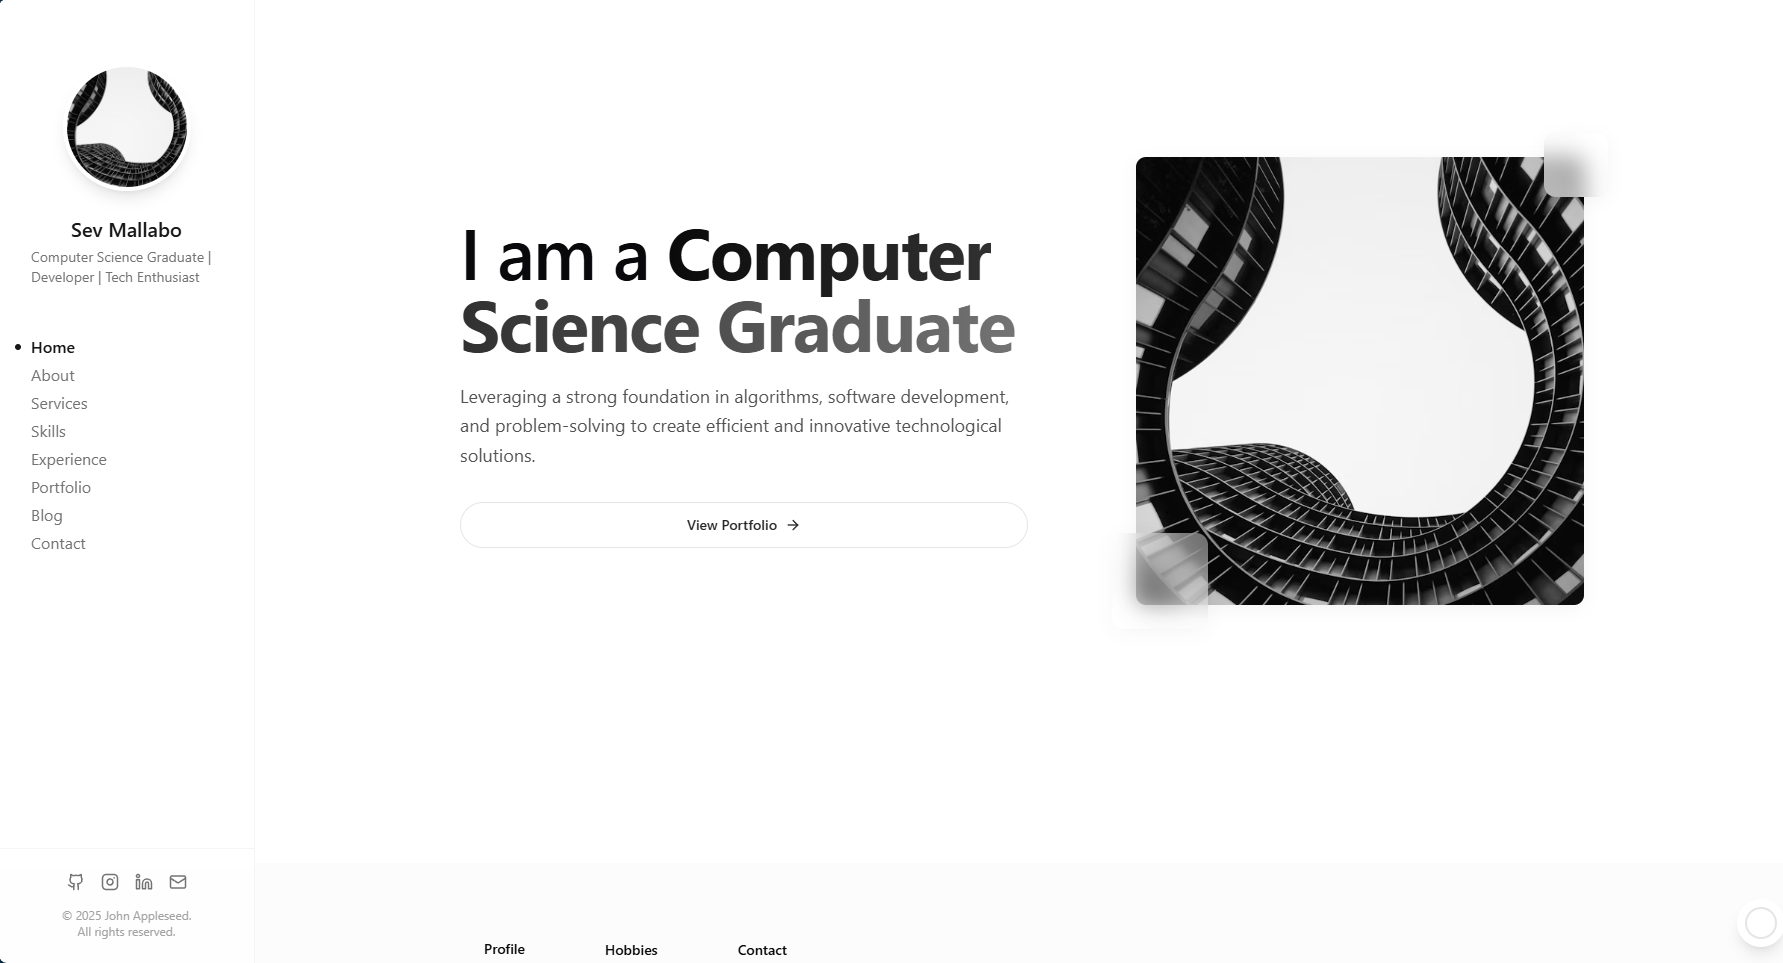 Sev Mallabo
Computer Science Graduate |
Developer | Tech Enthusiast
Home
About
Services
Skills
Experience
Portfolio
Blog
Contact
© 2025 John Appleseed.
All rights reserved.
I am a Computer
Science Graduate
Leveraging a strong foundation in algorithms, software development,
and problem-solving to create efficient and innovative technological
solutions.
View Portfolio
Profile Hobbies Contact